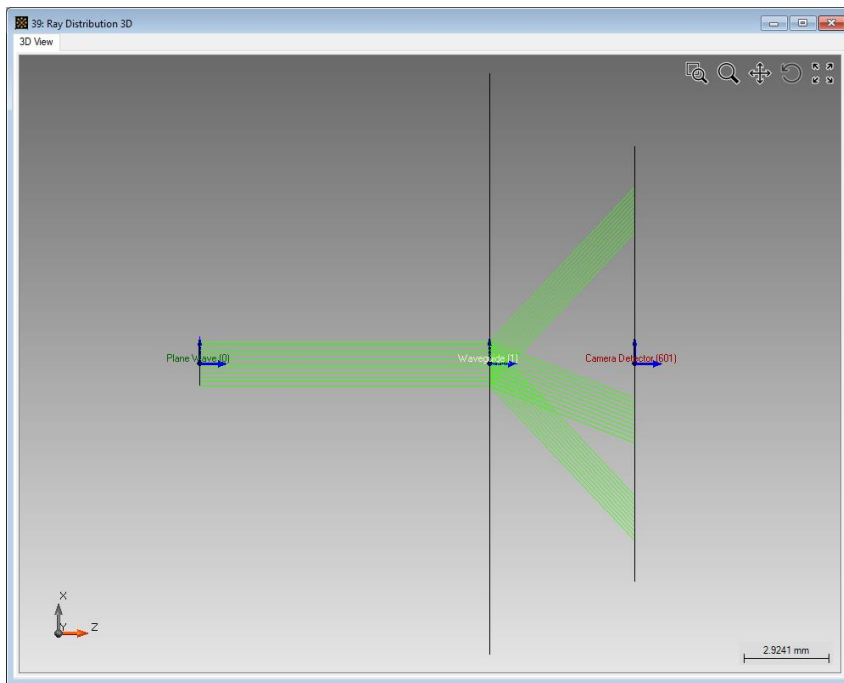 39: Ray Distribution 3D
3D View
Plane Wave (0)
Waveguide (1)
Camera Detector (601)
X
Y
Z
2.9241 mm